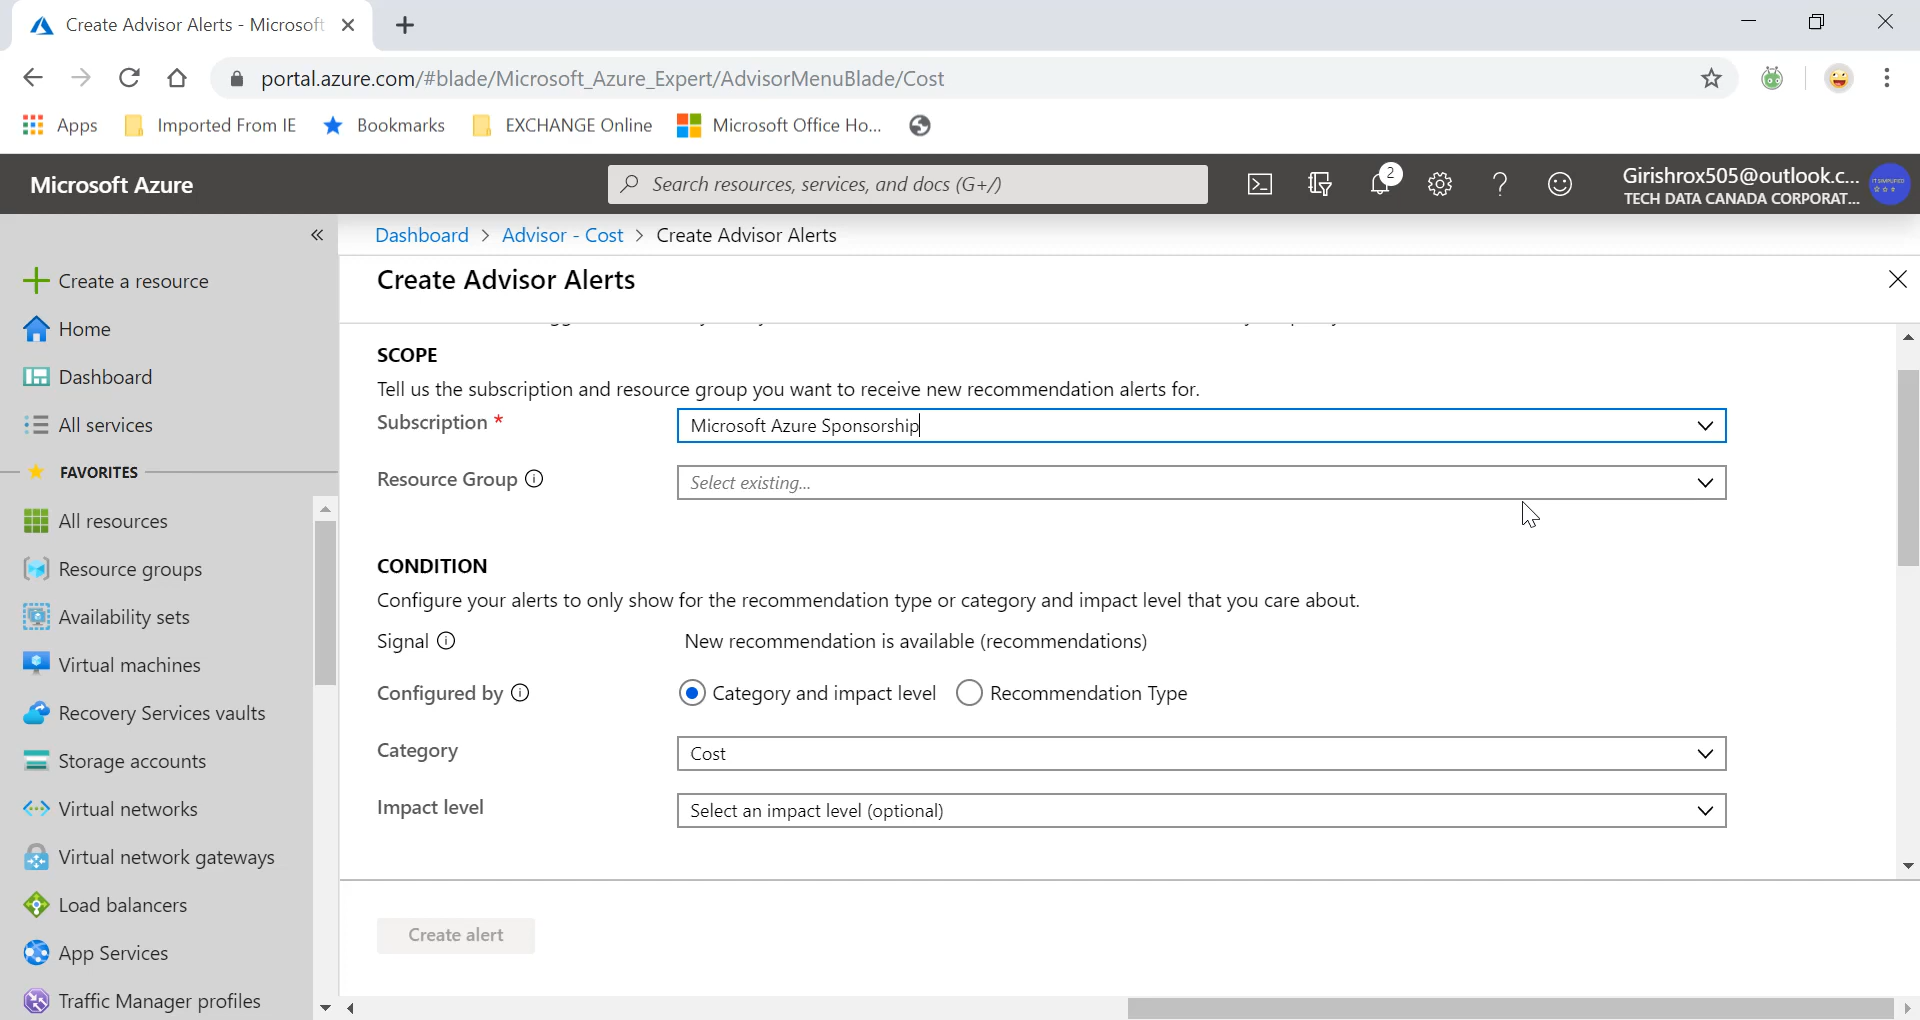 Create Advisor Alerts - Microsoft
portal.azure.com/#blade/Microsoft_Azure_Expert/AdvisorMenuBlade/Cost
Apps
Imported From IE
Bookmarks
EXCHANGE Online
Microsoft Office Ho...
Microsoft Azure
Search resources, services, and docs (G+/)
2
Girishrox505@outlook.c...
TECH DATA CANADA CORPORAT...
Dashboard > Advisor - Cost > Create Advisor Alerts
Create Advisor Alerts
Create a resource
Home
Dashboard
All services
FAVORITES
All resources
Resource groups
Availability sets
Virtual machines
Recovery Services vaults
Storage accounts
Virtual networks
Virtual network gateways
Load balancers
App Services
Traffic Manager profiles
SCOPE
Tell us the subscription and resource group you want to receive new recommendation alerts for.
Subscription * Microsoft Azure Sponsorship
Resource Group Select existing...
CONDITION
Configure your alerts to only show for the recommendation type or category and impact level that you care about.
Signal New recommendation is available (recommendations)
Configured by Category and impact level Recommendation Type
Category Cost
Impact level Select an impact level (optional)
Create alert